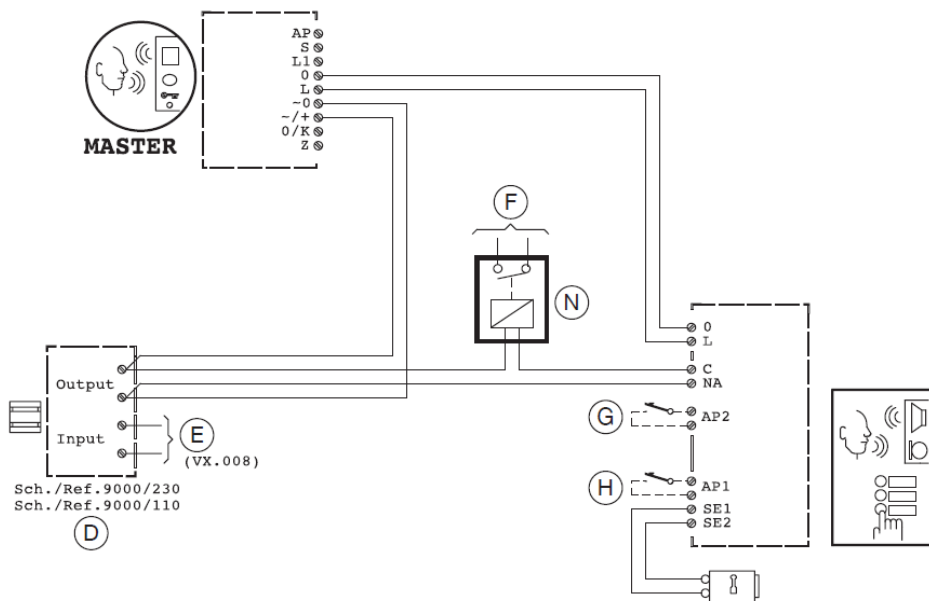 AP
S
L1
0
L
~0
~/+
0/K
Z
MASTER
F
N
0
L
C
NA
G
AP2
H
AP1
SE1
SE2
Output
Input
E
(VX.008)
Sch./Ref.9000/230
Sch./Ref.9000/110
D